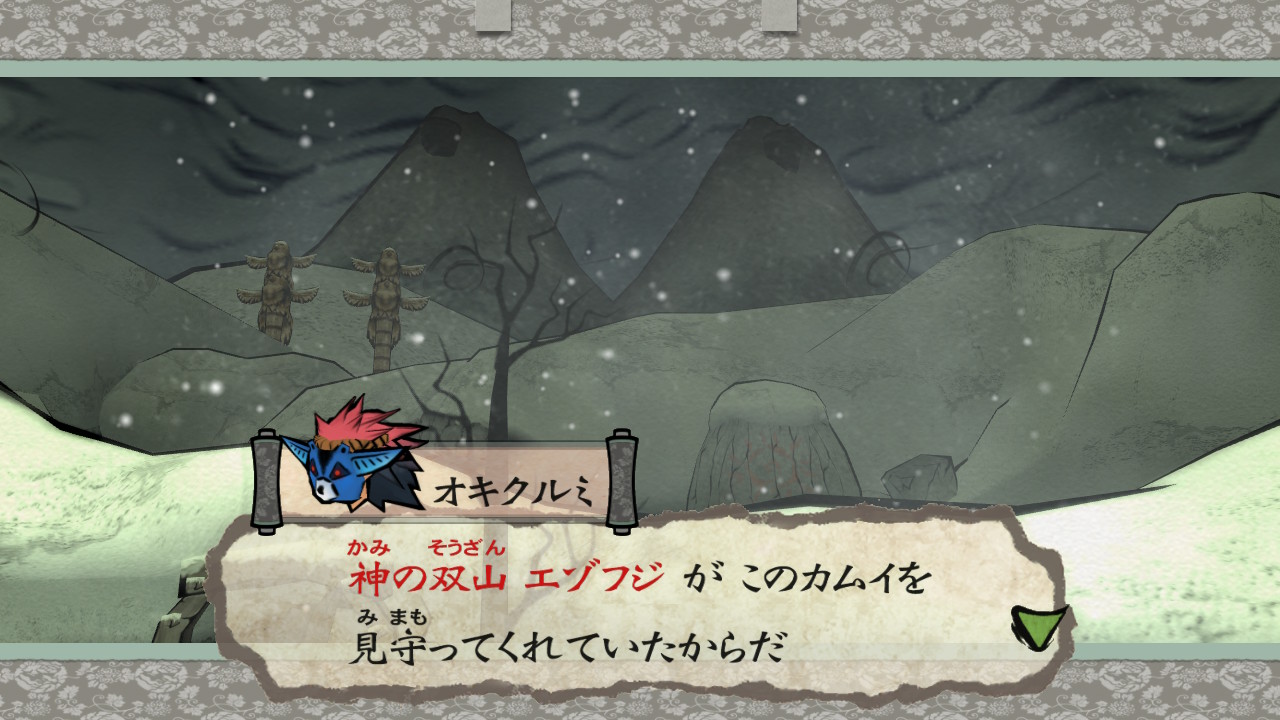 オキクルミ
かみ そうざん
神の双山 エゾフジ が このカムイを
み まも
見守ってくれていたからだ